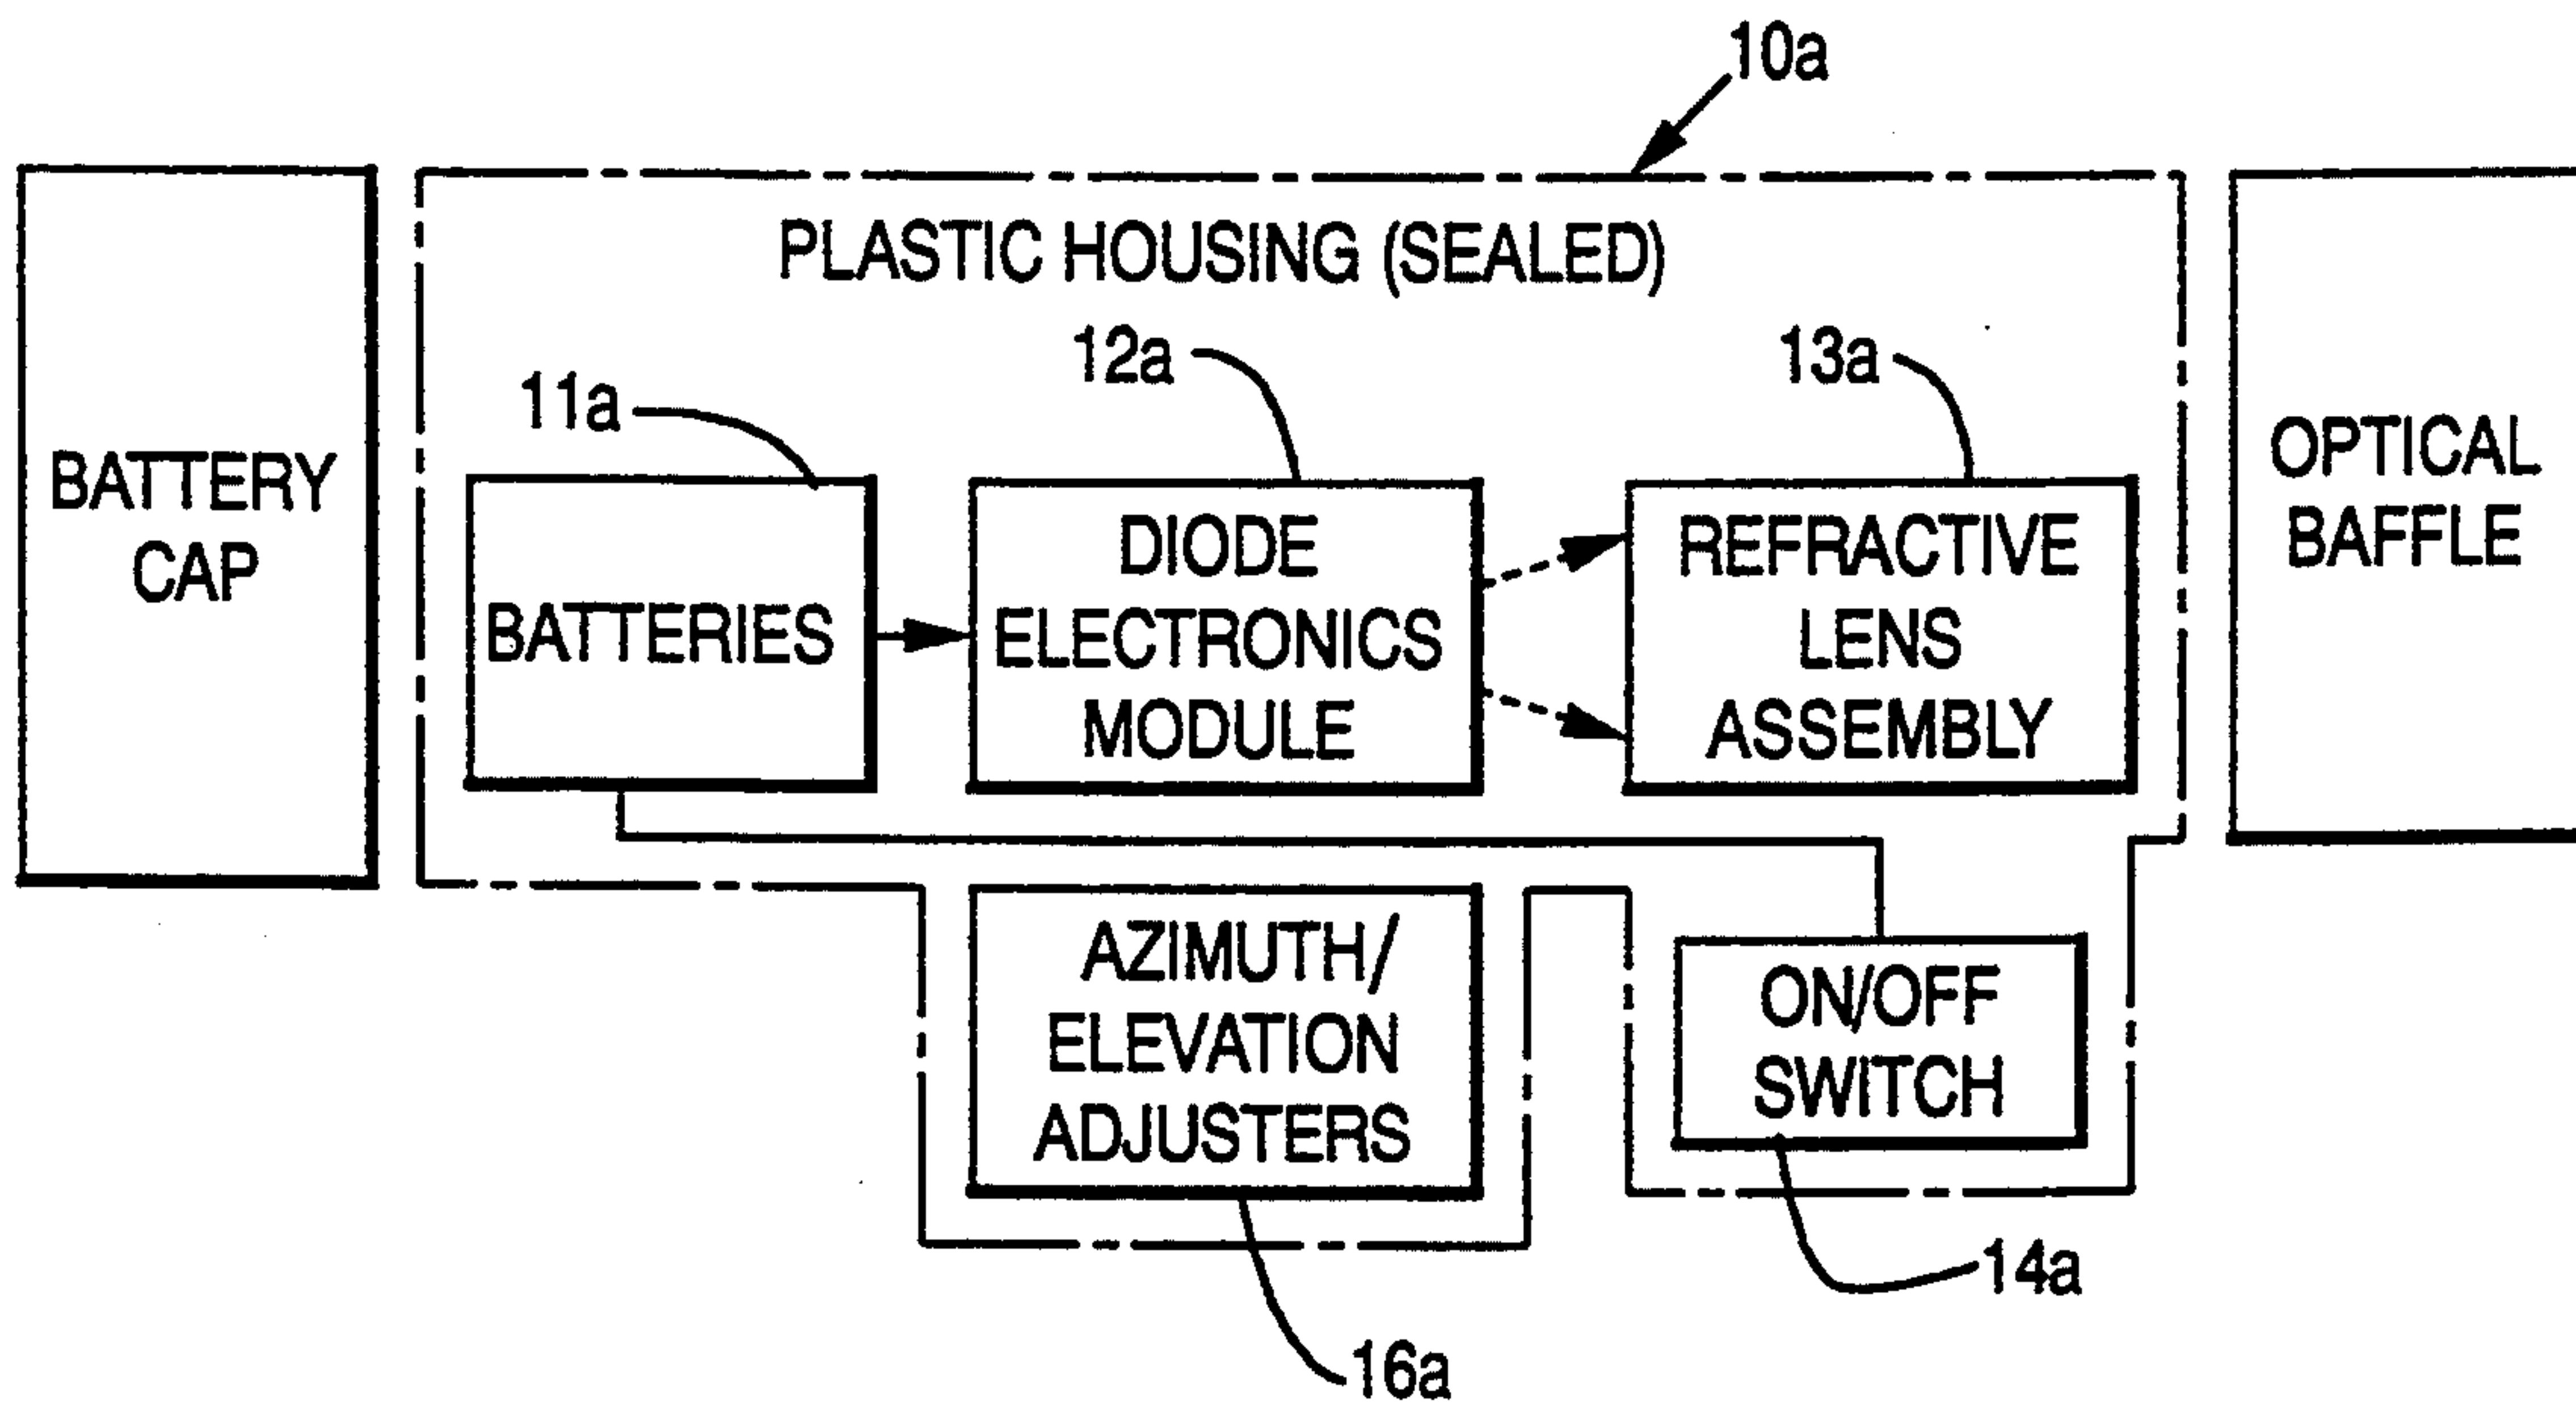 10a
PLASTIC HOUSING (SEALED)
BATTERY
CAP
11a
12a
13a
OPTICAL
BAFFLE
BATTERIES
DIODE
ELECTRONICS
MODULE
REFRACTIVE
LENS
ASSEMBLY
AZIMUTH/
ELEVATION
ADJUSTERS
ON/OFF
SWITCH
14a
16a